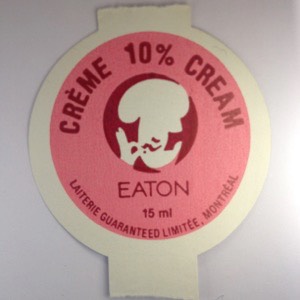 CRÈME 10% CREAM
EATON
15 ml
LAITERIE GUARANTEED LIMITÉE, MONTRÉAL